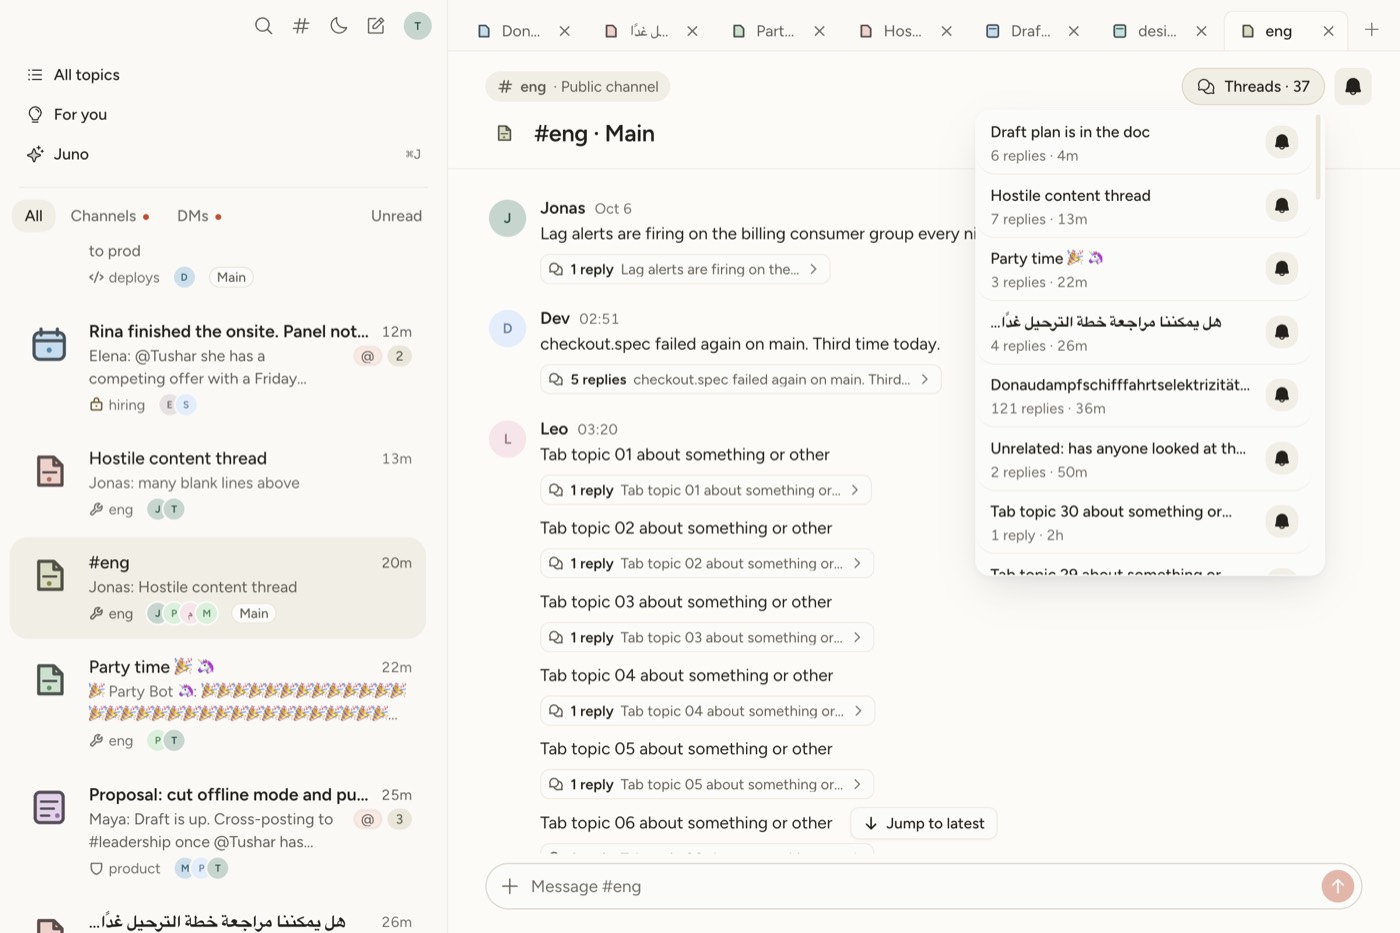 T
All topics
For you
Juno ⌘J
All Channels DMs Unread
to prod
deploys D Main
Rina finished the onsite. Panel not... 12m
Elena: @Tushar she has a @ 2
competing offer with a Friday...
hiring E S
Hostile content thread 13m
Jonas: many blank lines above
eng J T
#eng 20m
Jonas: Hostile content thread
eng J P م M Main
Party time 🎉 🦄 22m
🎉 Party Bot 🦄: 🎉🎉🎉🎉🎉🎉🎉🎉🎉🎉🎉🎉🎉
🎉🎉🎉🎉🎉🎉🎉🎉🎉🎉🎉🎉🎉🎉🎉🎉🎉🎉🎉...
eng P T
Proposal: cut offline mode and pu... 25m
Maya: Draft is up. Cross-posting to @ 3
#leadership once @Tushar has...
product M P T
هل يمكننا مراجعة خطة الترحيل غدًا... 26m
Don... ل غدًا... Part... Hos... Draf... desi... eng
# eng · Public channel
Threads · 37
#eng · Main
J Jonas Oct 6
Lag alerts are firing on the billing consumer group every ni
1 reply Lag alerts are firing on the...
D Dev 02:51
checkout.spec failed again on main. Third time today.
5 replies checkout.spec failed again on main. Third...
L Leo 03:20
Tab topic 01 about something or other
1 reply Tab topic 01 about something or...
Tab topic 02 about something or other
1 reply Tab topic 02 about something or...
Tab topic 03 about something or other
1 reply Tab topic 03 about something or...
Tab topic 04 about something or other
1 reply Tab topic 04 about something or...
Tab topic 05 about something or other
1 reply Tab topic 05 about something or...
Tab topic 06 about something or other
Jump to latest
Message #eng
Draft plan is in the doc
6 replies · 4m
Hostile content thread
7 replies · 13m
Party time 🎉 🦄
3 replies · 22m
هل يمكننا مراجعة خطة الترحيل غدًا...
4 replies · 26m
Donaudampfschifffahrtselektrizität...
121 replies · 36m
Unrelated: has anyone looked at th...
2 replies · 50m
Tab topic 30 about something or...
1 reply · 2h
Tab topic 29 about something or...